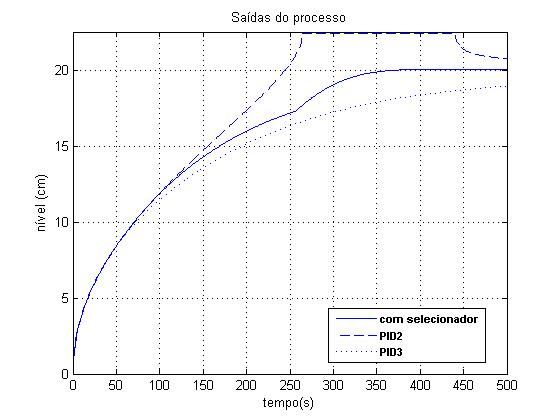 Saídas do processo
nível (cm)
20
15
10
5
0
0 50 100 150 200 250 300 350 400 450 500
tempo(s)
com selecionador
PID2
PID3